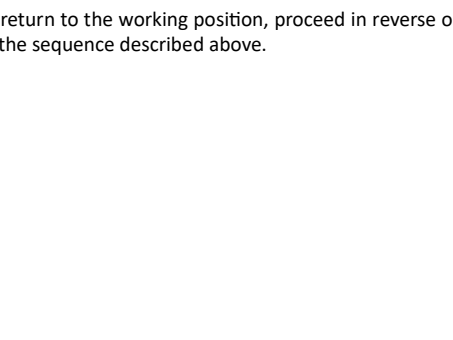 return to the working position, proceed in reverse o
the sequence described above.